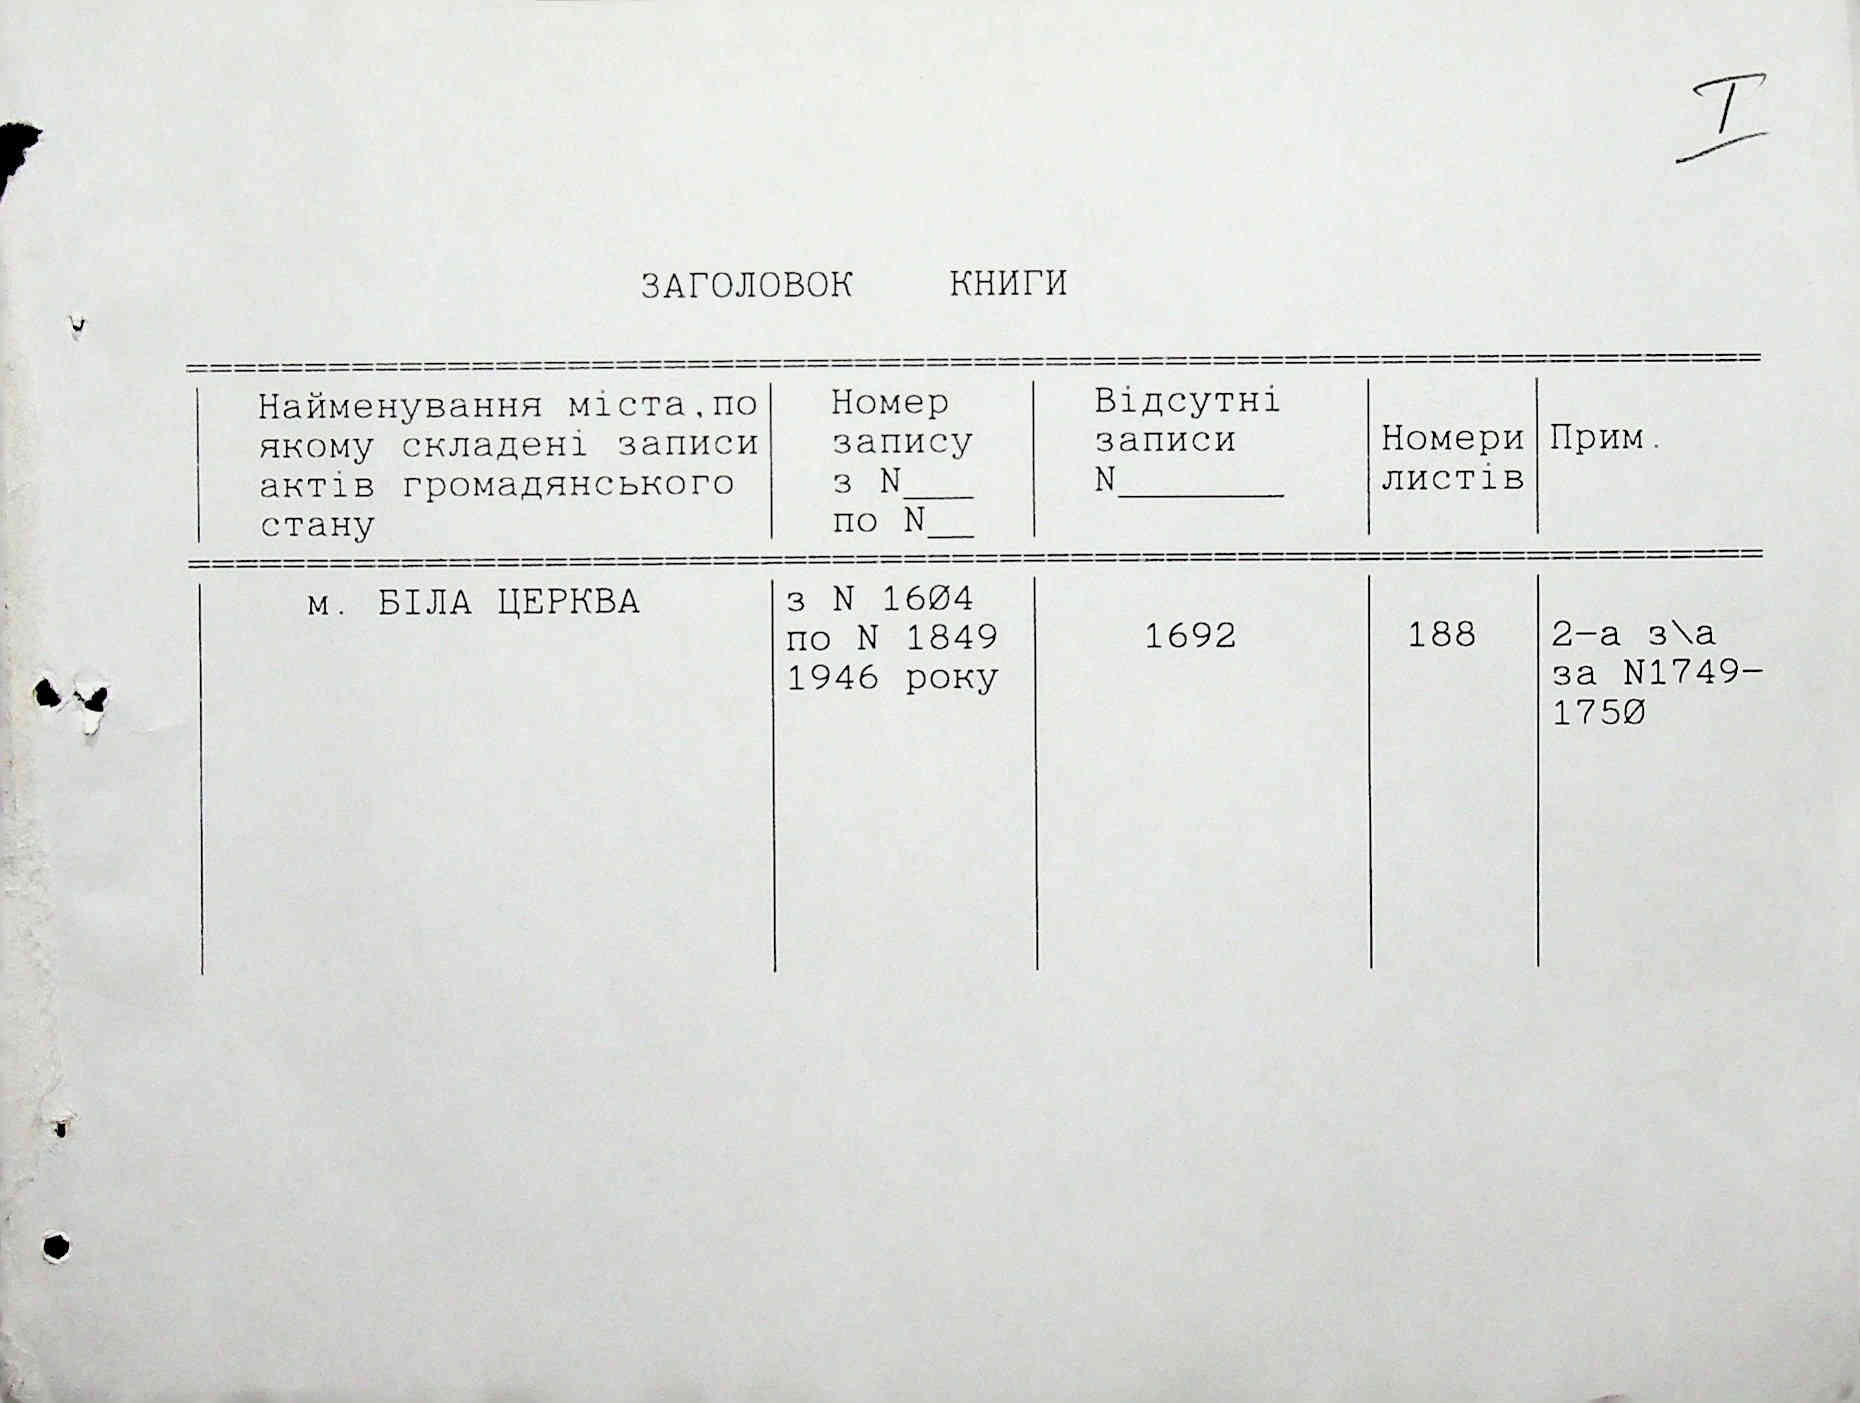 I
ЗАГОЛОВОК КНИГИ
Найменування міста,по
якому складені записи
актів громадянського
стану
Номер
запису
з N___
по N__
Відсутні
записи
N_______
Номери
листів
Прим.
м. БІЛА ЦЕРКВА
з N 1604
по N 1849
1946 року
1692
188
2-а з\а
за N1749-
1750